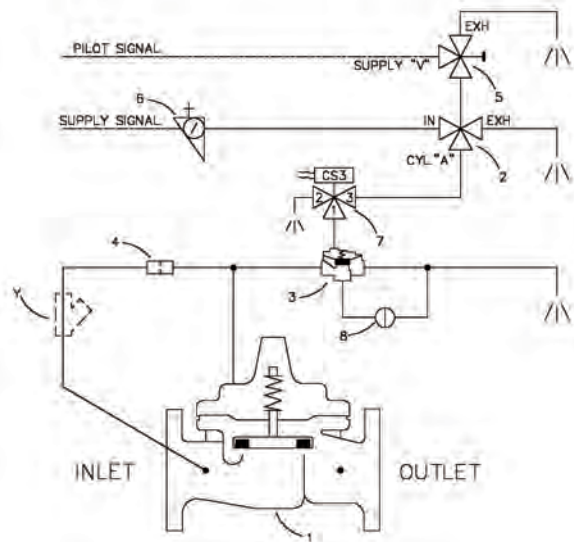 EXH
PILOT SIGNAL
SUPPLY "V"
5
6
SUPPLY SIGNAL
IN
EXH
CYL "A"
2
CS3
2
3
1
7
4
3
Y
8
INLET
OUTLET
1